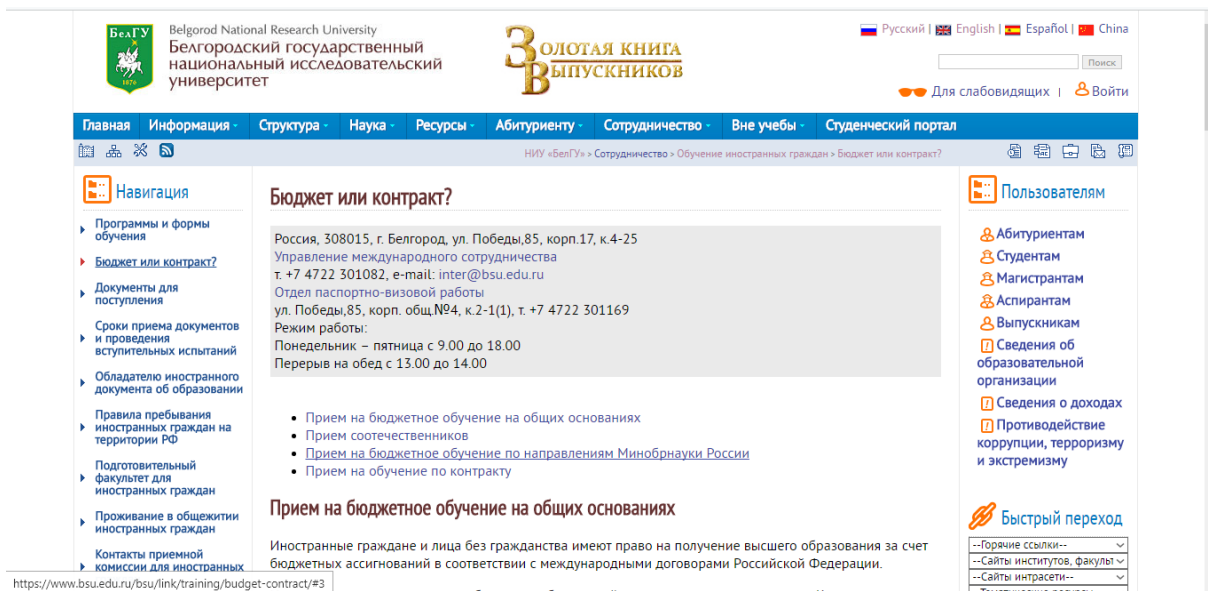 БелГУ
1876
Belgorod National Research University
Белгородский государственный
национальный исследовательский
университет
Золотая книга
Выпускников
Русский | English | Español | China
Поиск
Для слабовидящих | Войти
Главная Информация Структура Наука Ресурсы Абитуриенту Сотрудничество Вне учебы Студенческий портал
НИУ «БелГУ» » Сотрудничество » Обучение иностранных граждан » Бюджет или контракт?
Навигация
Программы и формы
обучения
Бюджет или контракт?
Документы для
поступления
Сроки приема документов
и проведения
вступительных испытаний
Обладателю иностранного
документа об образовании
Правила пребывания
иностранных граждан на
территории РФ
Подготовительный
факультет для
иностранных граждан
Проживание в общежитии
иностранных граждан
Контакты приемной
комиссии для иностранных
Бюджет или контракт?
Россия, 308015, г. Белгород, ул. Победы,85, корп.17, к.4-25
Управление международного сотрудничества
т. +7 4722 301082, e-mail: inter@bsu.edu.ru
Отдел паспортно-визовой работы
ул. Победы,85, корп. общ.№4, к.2-1(1), т. +7 4722 301169
Режим работы:
Понедельник – пятница с 9.00 до 18.00
Перерыв на обед с 13.00 до 14.00
Прием на бюджетное обучение на общих основаниях
Прием соотечественников
Прием на бюджетное обучение по направлениям Минобрнауки России
Прием на обучение по контракту
Прием на бюджетное обучение на общих основаниях
Иностранные граждане и лица без гражданства имеют право на получение высшего образования за счет
бюджетных ассигнований в соответствии с международными договорами Российской Федерации.
Пользователям
Абитуриентам
Студентам
Магистрантам
Аспирантам
Выпускникам
Сведения об
образовательной
организации
Сведения о доходах
Противодействие
коррупции, терроризму
и экстремизму
Быстрый переход
--Горячие ссылки--
--Сайты институтов, факульт
--Сайты интрасети--
https://www.bsu.edu.ru/bsu/link/training/budget-contract/#3